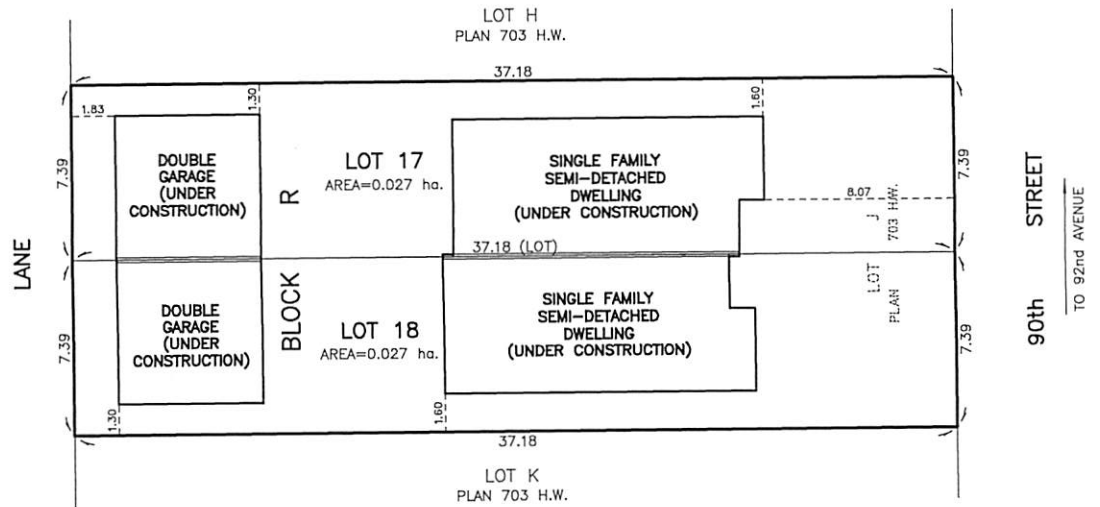 LOT H
PLAN 703 H.W.
37.18
1.83
1.30
1.60
7.39
DOUBLE
GARAGE
(UNDER
CONSTRUCTION)
R
LOT 17
AREA=0.027 ha.
SINGLE FAMILY
SEMI-DETACHED
DWELLING
(UNDER CONSTRUCTION)
8.07
7.39
37.18 (LOT)
LANE
LOT J
PLAN 703 H.W.
90th STREET
TO 92nd AVENUE
7.39
DOUBLE
GARAGE
(UNDER
CONSTRUCTION)
BLOCK
LOT 18
AREA=0.027 ha.
SINGLE FAMILY
SEMI-DETACHED
DWELLING
(UNDER CONSTRUCTION)
7.39
1.30
1.60
37.18
LOT K
PLAN 703 H.W.